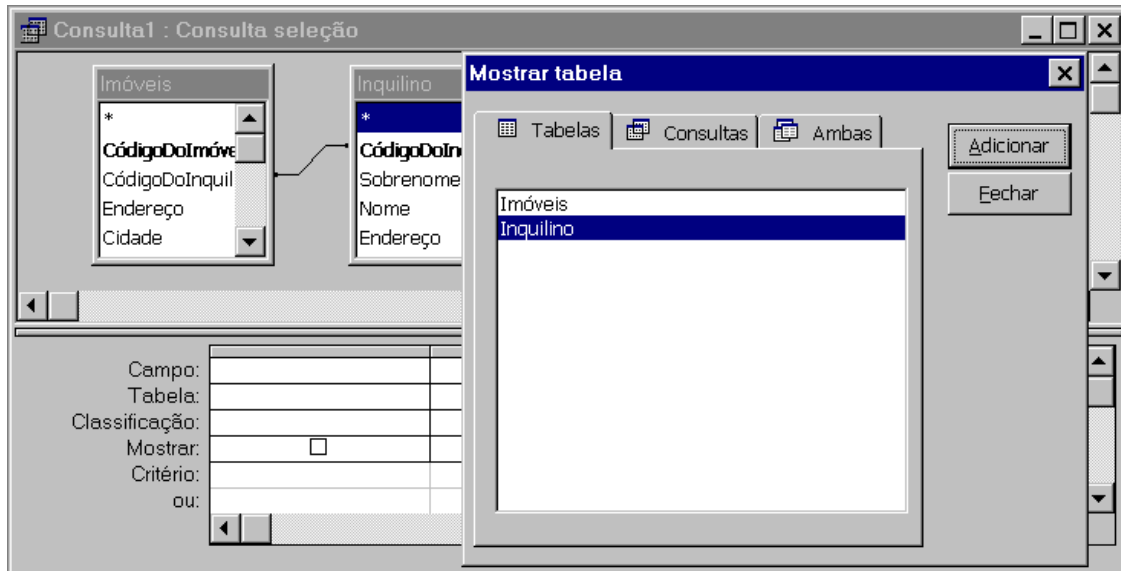 Consulta1 : Consulta seleção
Imóveis
*
CódigoDoImóve
CódigoDoInquil
Endereço
Cidade
Inquilino
*
CódigoDoIn
Sobrenome
Nome
Endereço
Mostrar tabela
Tabelas Consultas Ambas
Imóveis
Inquilino
Adicionar
Fechar
Campo:
Tabela:
Classificação:
Mostrar:
Critério:
ou: